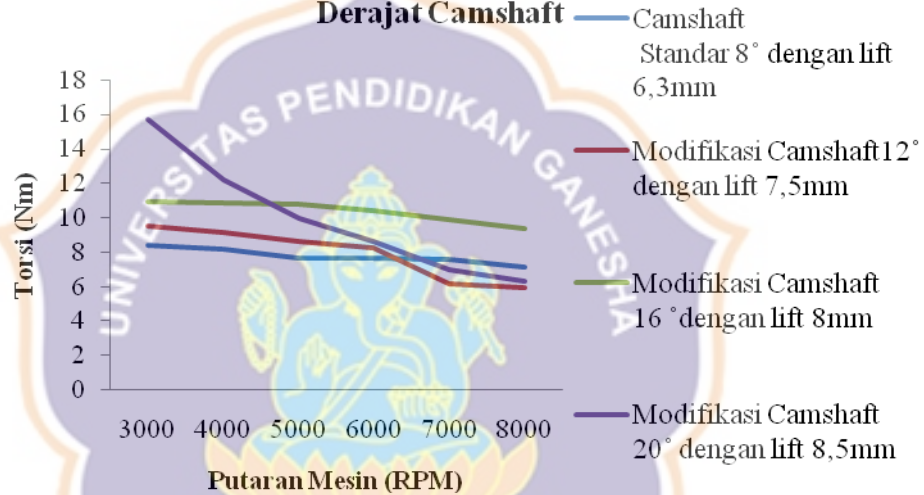 Derajat Camshaft
Torsi (Nm)
18
16
14
12
10
8
6
4
2
0
3000 4000 5000 6000 7000 8000
Putaran Mesin (RPM)
Camshaft
Standar 8˚ dengan lift
6,3mm
Modifikasi Camshaft12˚
dengan lift 7,5mm
Modifikasi Camshaft
16 ˚dengan lift 8mm
Modifikasi Camshaft
20˚ dengan lift 8,5mm
UNIVERSITAS PENDIDIKAN GANESHA